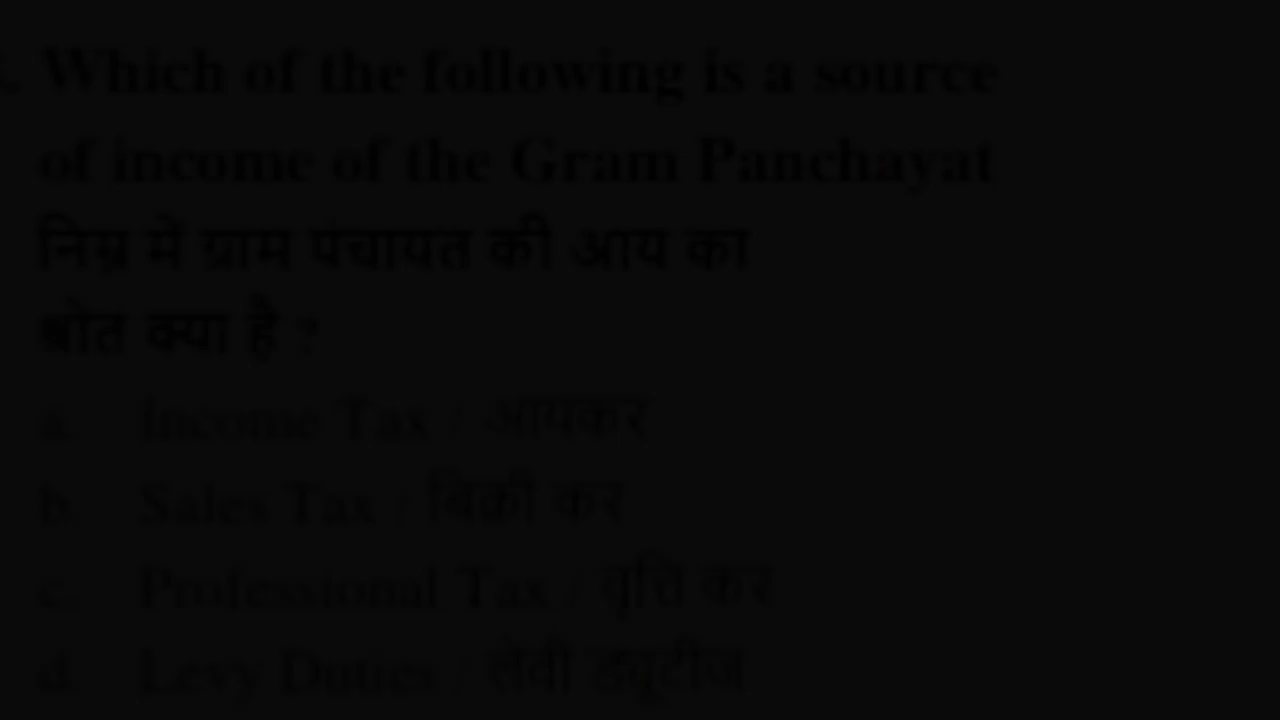 . Which of the following is a source
of income of the Gram Panchayat
निम्न में ग्राम पंचायत की आय का
श्रोत क्या है ?
a. Income Tax / आयकर
b. Sales Tax / बिक्री कर
c. Professional Tax / वृत्ति कर
d. Levy Duties / लेवी ड्यूटीज